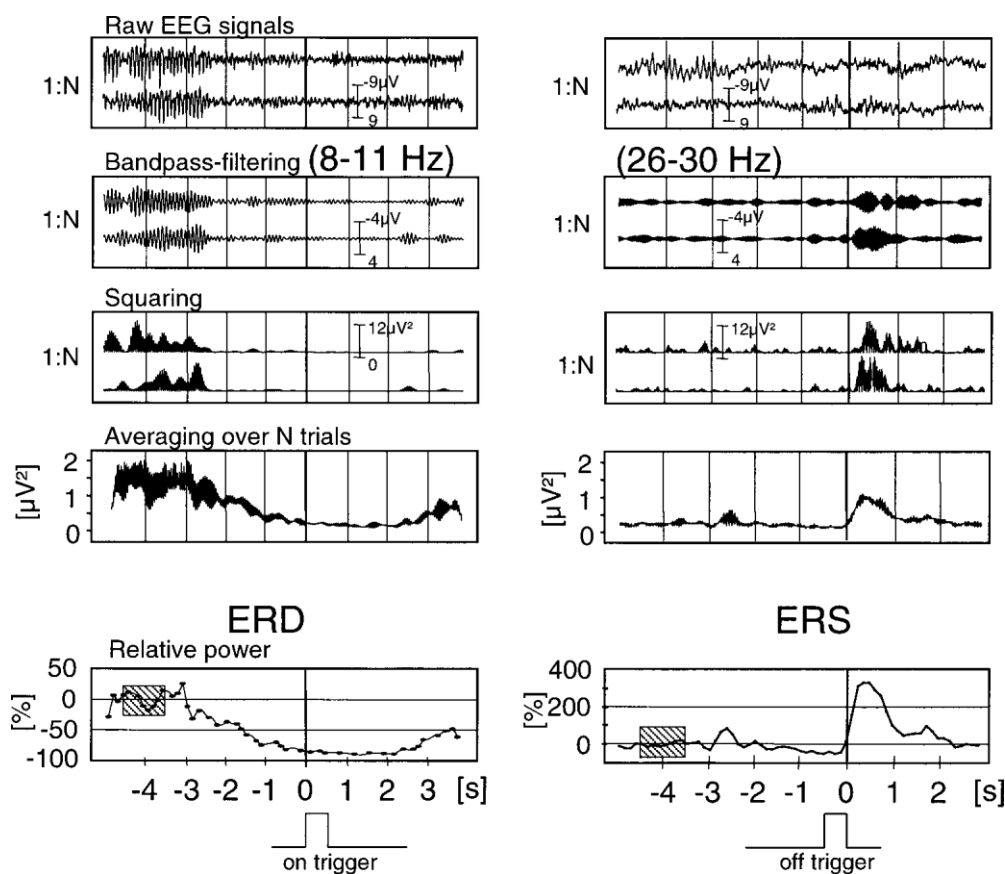 Raw EEG signals
1:N
-9µV
9
1:N
-9µV
9
Bandpass-filtering (8-11 Hz)
(26-30 Hz)
1:N
-4µV
4
1:N
-4µV
4
Squaring
1:N
12µV²
0
1:N
12µV²
0
Averaging over N trials
[µV²]
2
1
0
[µV²]
2
1
0
ERD
ERS
Relative power
[%]
50
0
-50
-100
[%]
400
200
0
-4 -3 -2 -1 0 1 2 3 [s]
-4 -3 -2 -1 0 1 2 [s]
on trigger
off trigger